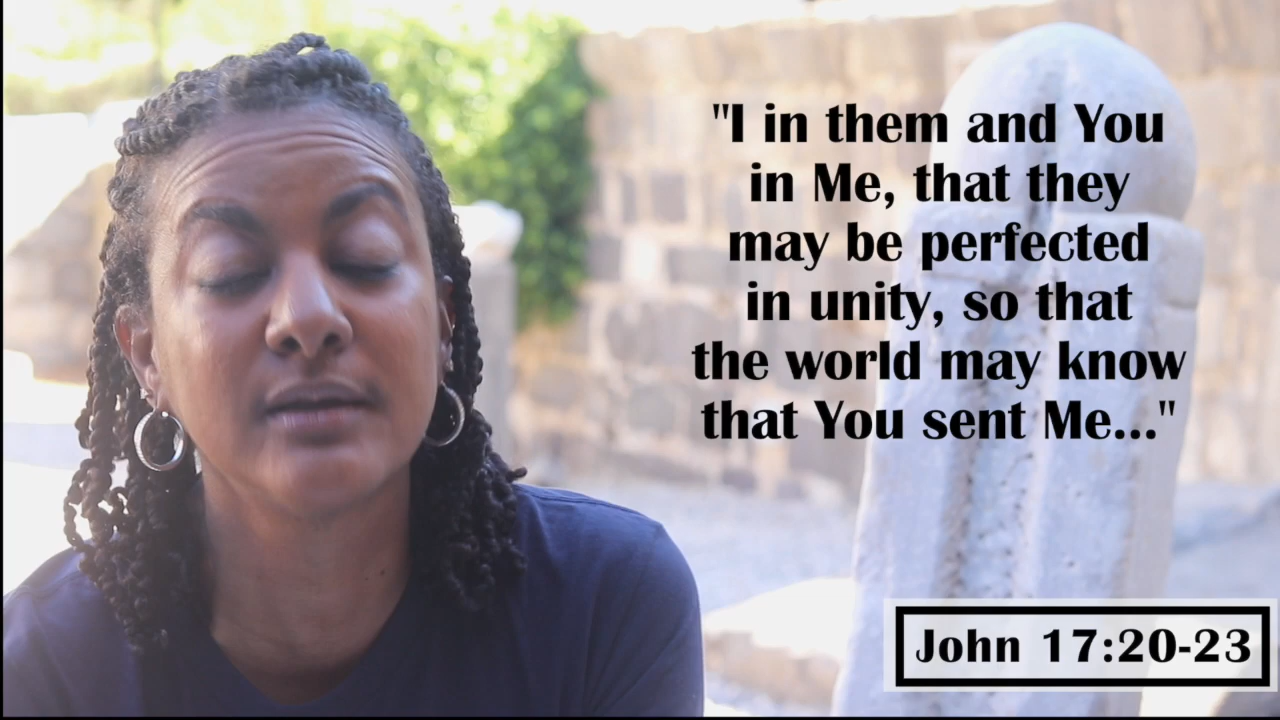 "I in them and You
in Me, that they
may be perfected
in unity, so that
the world may know
that You sent Me..."
John 17:20-23